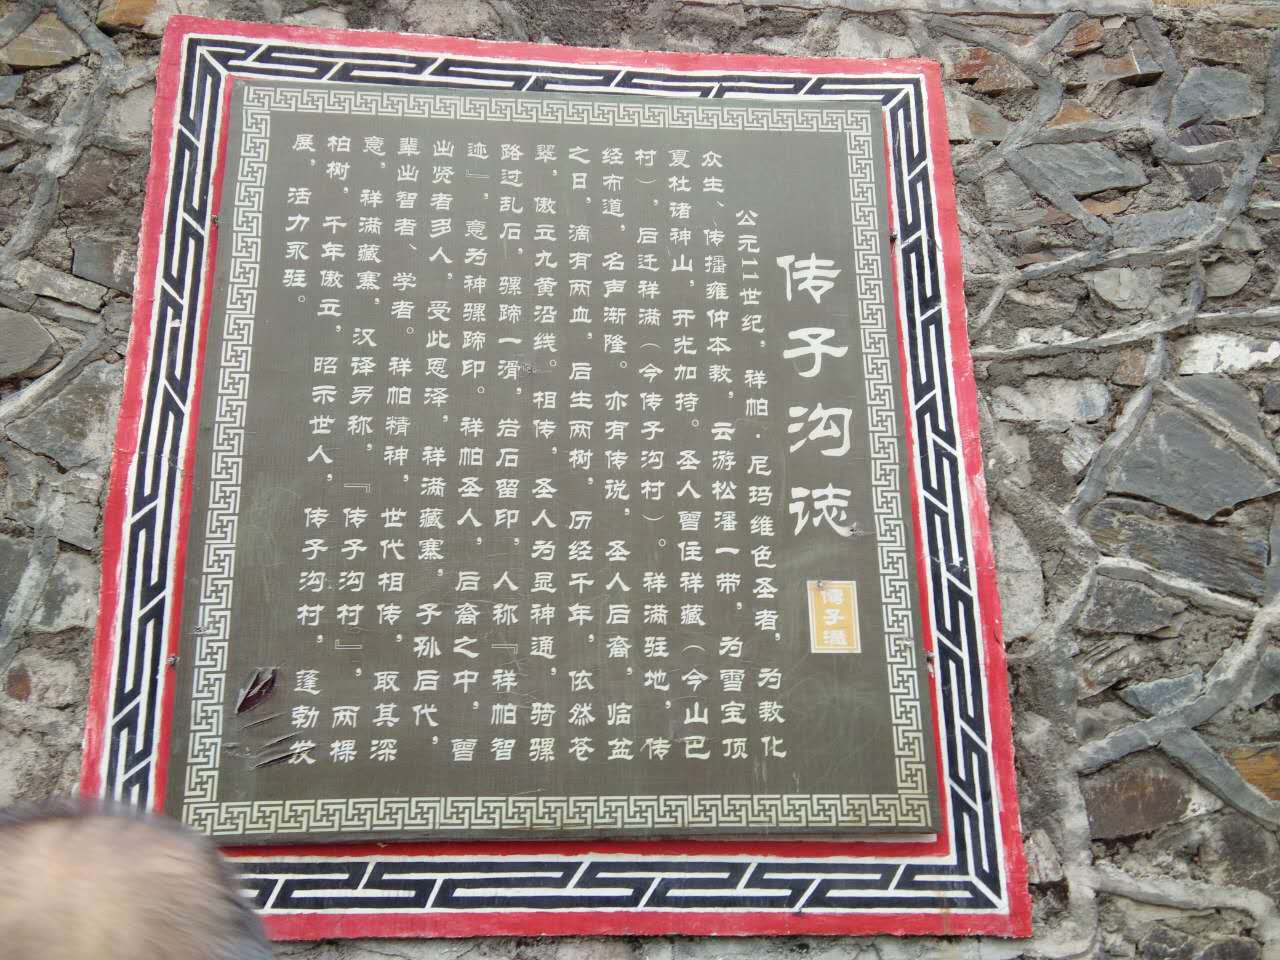 传子沟誌
傳子溝
公元二世纪，祥帕·尼玛维色圣者，为教化
众生、传播雍仲本教，云游松潘一带，为雪宝顶
夏杜诸神山，开光加持。圣人曾住祥藏（今山巴
村），后迁祥满（今传子沟村）。祥满驻地，传
经布道，名声渐隆。亦有传说，圣人后裔，临盆
之日，滴有两血，后生两树，历经千年，依然苍
翠，傲立九黄沿线。相传，圣人为显神通，骑骡
路过乱石，骡蹄一滑，岩石留印，人称『祥帕智
迹』，意为神骡蹄印。祥帕圣人，后裔之中，曾
出贤者多人，受此恩泽，祥满藏寨，子孙后代，
辈出智者、学者。祥帕精神，世代相传，取其深
意，祥满藏寨，汉译另称，『传子沟村』，两棵
柏树，千年傲立，昭示世人，传子沟村，蓬勃发
展，活力永驻。